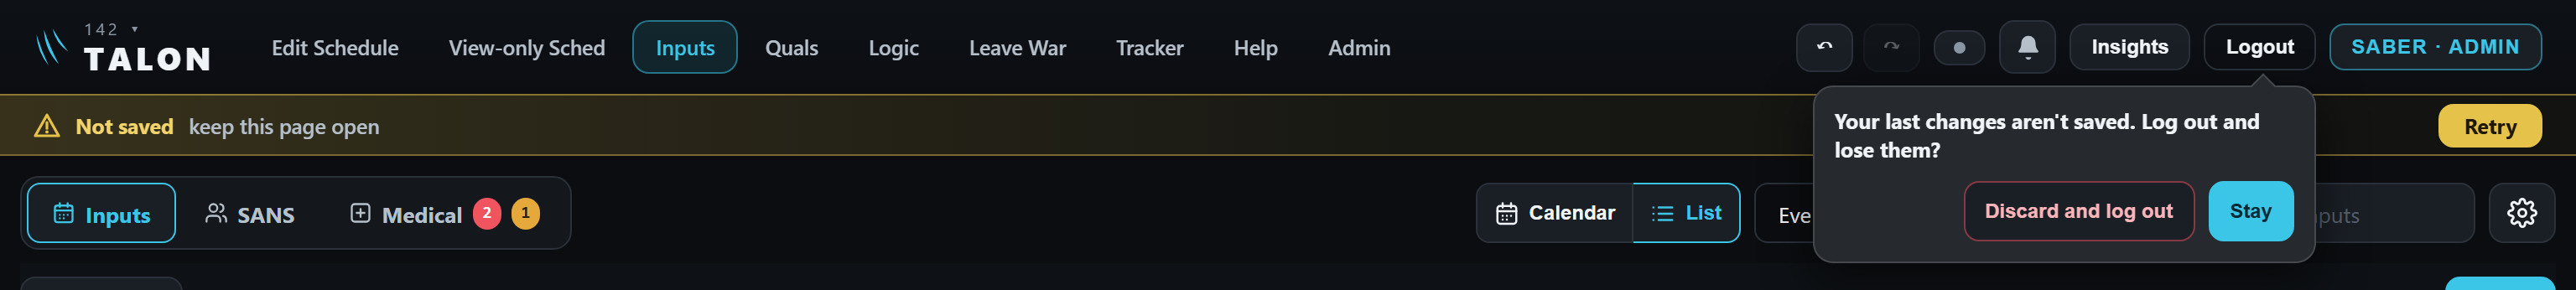 142 ▾
TALON
Edit Schedule
View-only Sched
Inputs
Quals
Logic
Leave War
Tracker
Help
Admin
Insights
Logout
SABER · ADMIN
Not saved keep this page open
Retry
Your last changes aren't saved. Log out and
lose them?
Discard and log out
Stay
Inputs
SANS
Medical 2 1
Calendar
List
Eve
puts